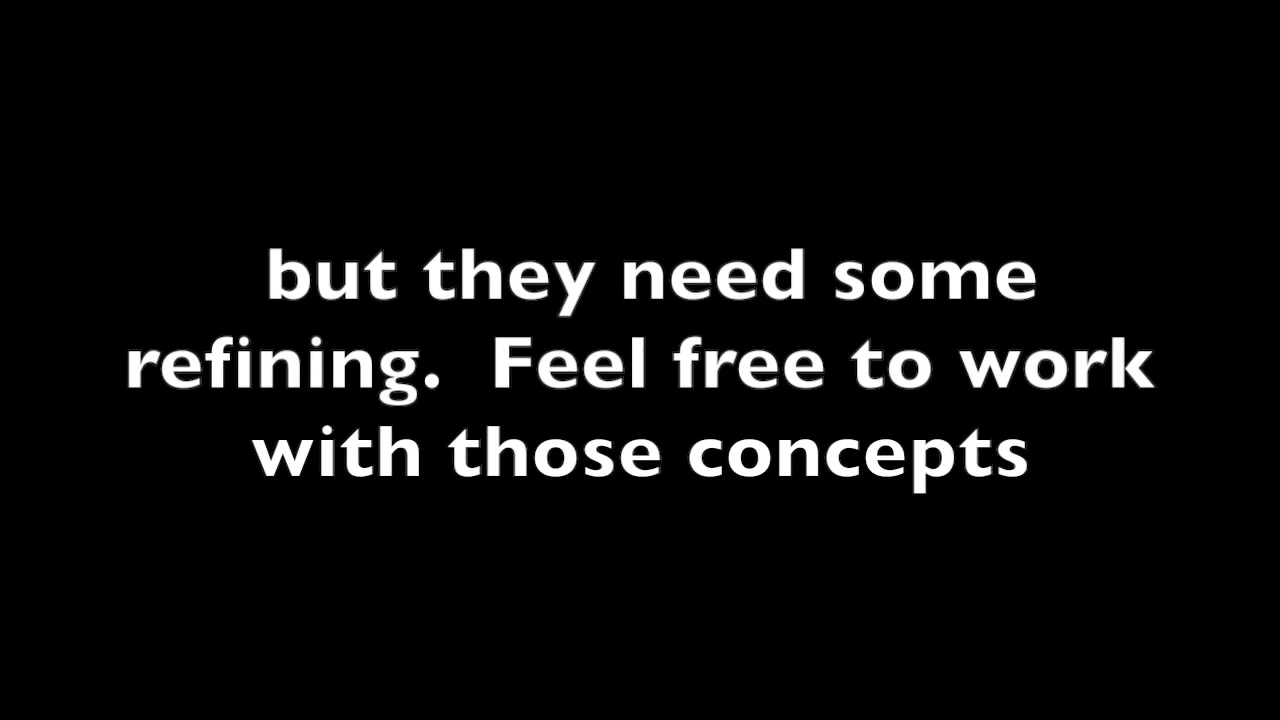 but they need some
refining.  Feel free to work
with those concepts